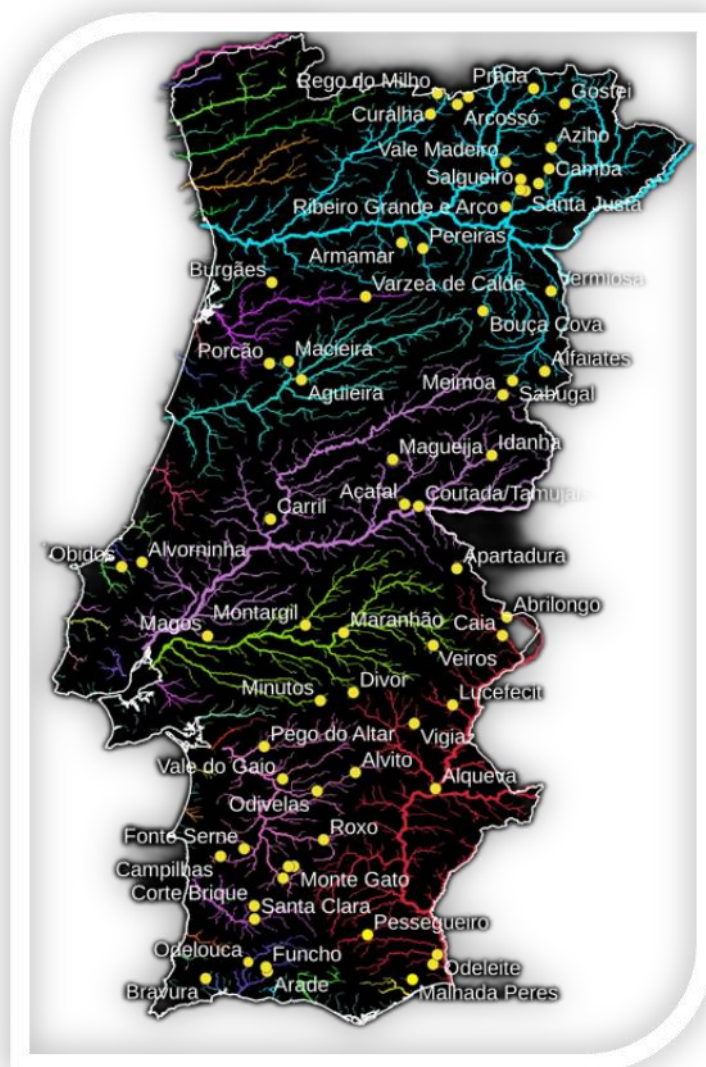 Rego do Milho
Prada
Gostei
Curalha
Arcossó
Azibo
Vale Madeiro
Camba
Salgueiro
Santa Justa
Ribeiro Grande e Arco
Pereiras
Armamar
Burgães
Varzea de Calde
Vermiosa
Bouça Cova
Porcão
Macieira
Alfaiates
Meimoa
Sabugal
Aguieira
Magueija
Idanha
Açafal
Coutada/Tamujais
Carril
Óbidos
Alvorninha
Apartadura
Abrilongo
Magos
Montargil
Maranhão
Caia
Veiros
Minutos
Divor
Lucefecit
Pego do Altar
Vigia
Vale do Gaio
Alvito
Alqueva
Odivelas
Fonte Serne
Roxo
Campilhas
Monte Gato
Corte Brique
Santa Clara
Pessegueiro
Odelouca
Funcho
Odeleite
Bravura
Arade
Malhada Peres